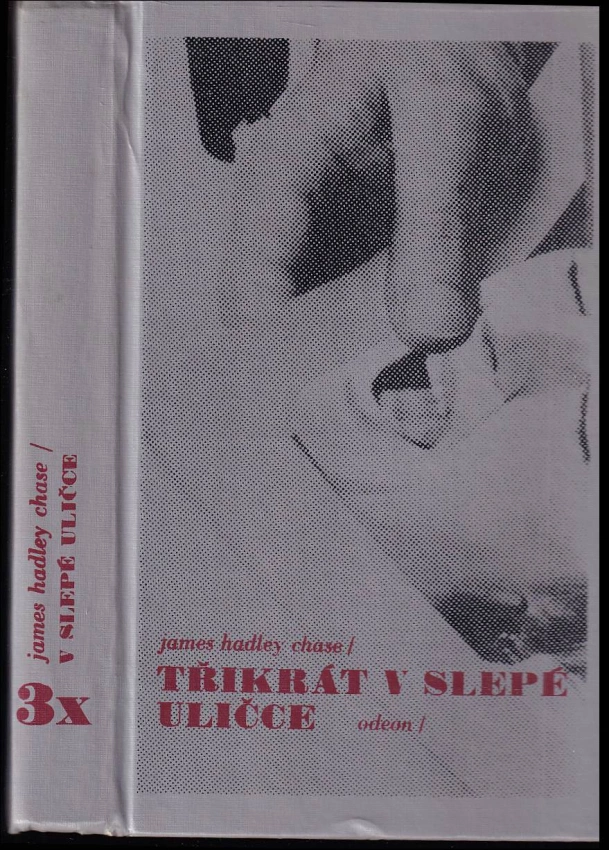 james hadley chase /
v SLEPÉ ULIČCE
3x
james hadley chase /
TŘIKRÁT V SLEPÉ
ULIČCE odeon /